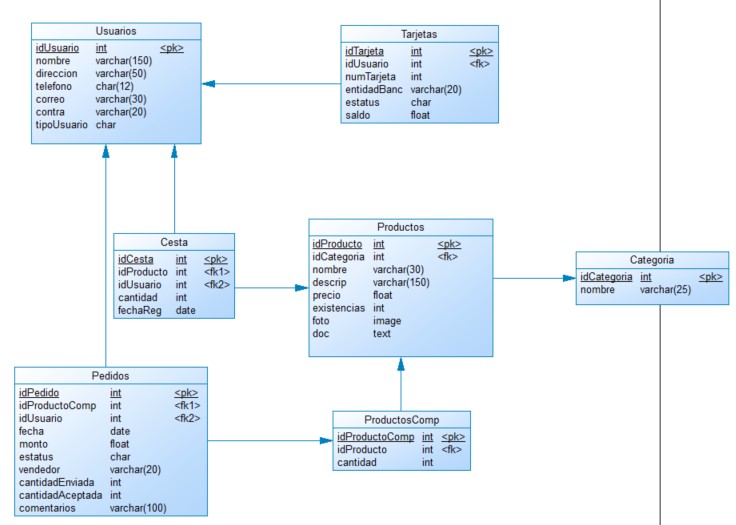 Usuarios
idUsuario int <pk>
nombre varchar(150)
direccion varchar(50)
telefono char(12)
correo varchar(30)
contra varchar(20)
tipoUsuario char
Tarjetas
idTarjeta int <pk>
idUsuario int <fk>
numTarjeta int
entidadBanc varchar(20)
estatus char
saldo float
Cesta
idCesta int <pk>
idProducto int <fk1>
idUsuario int <fk2>
cantidad int
fechaReg date
Productos
idProducto int <pk>
idCategoria int <fk>
nombre varchar(30)
descrip varchar(150)
precio float
existencias int
foto image
doc text
Categoria
idCategoria int <pk>
nombre varchar(25)
Pedidos
idPedido int <pk>
idProductoComp int <fk1>
idUsuario int <fk2>
fecha date
monto float
estatus char
vendedor varchar(20)
cantidadEnviada int
cantidadAceptada int
comentarios varchar(100)
ProductosComp
idProductoComp int <pk>
idProducto int <fk>
cantidad int